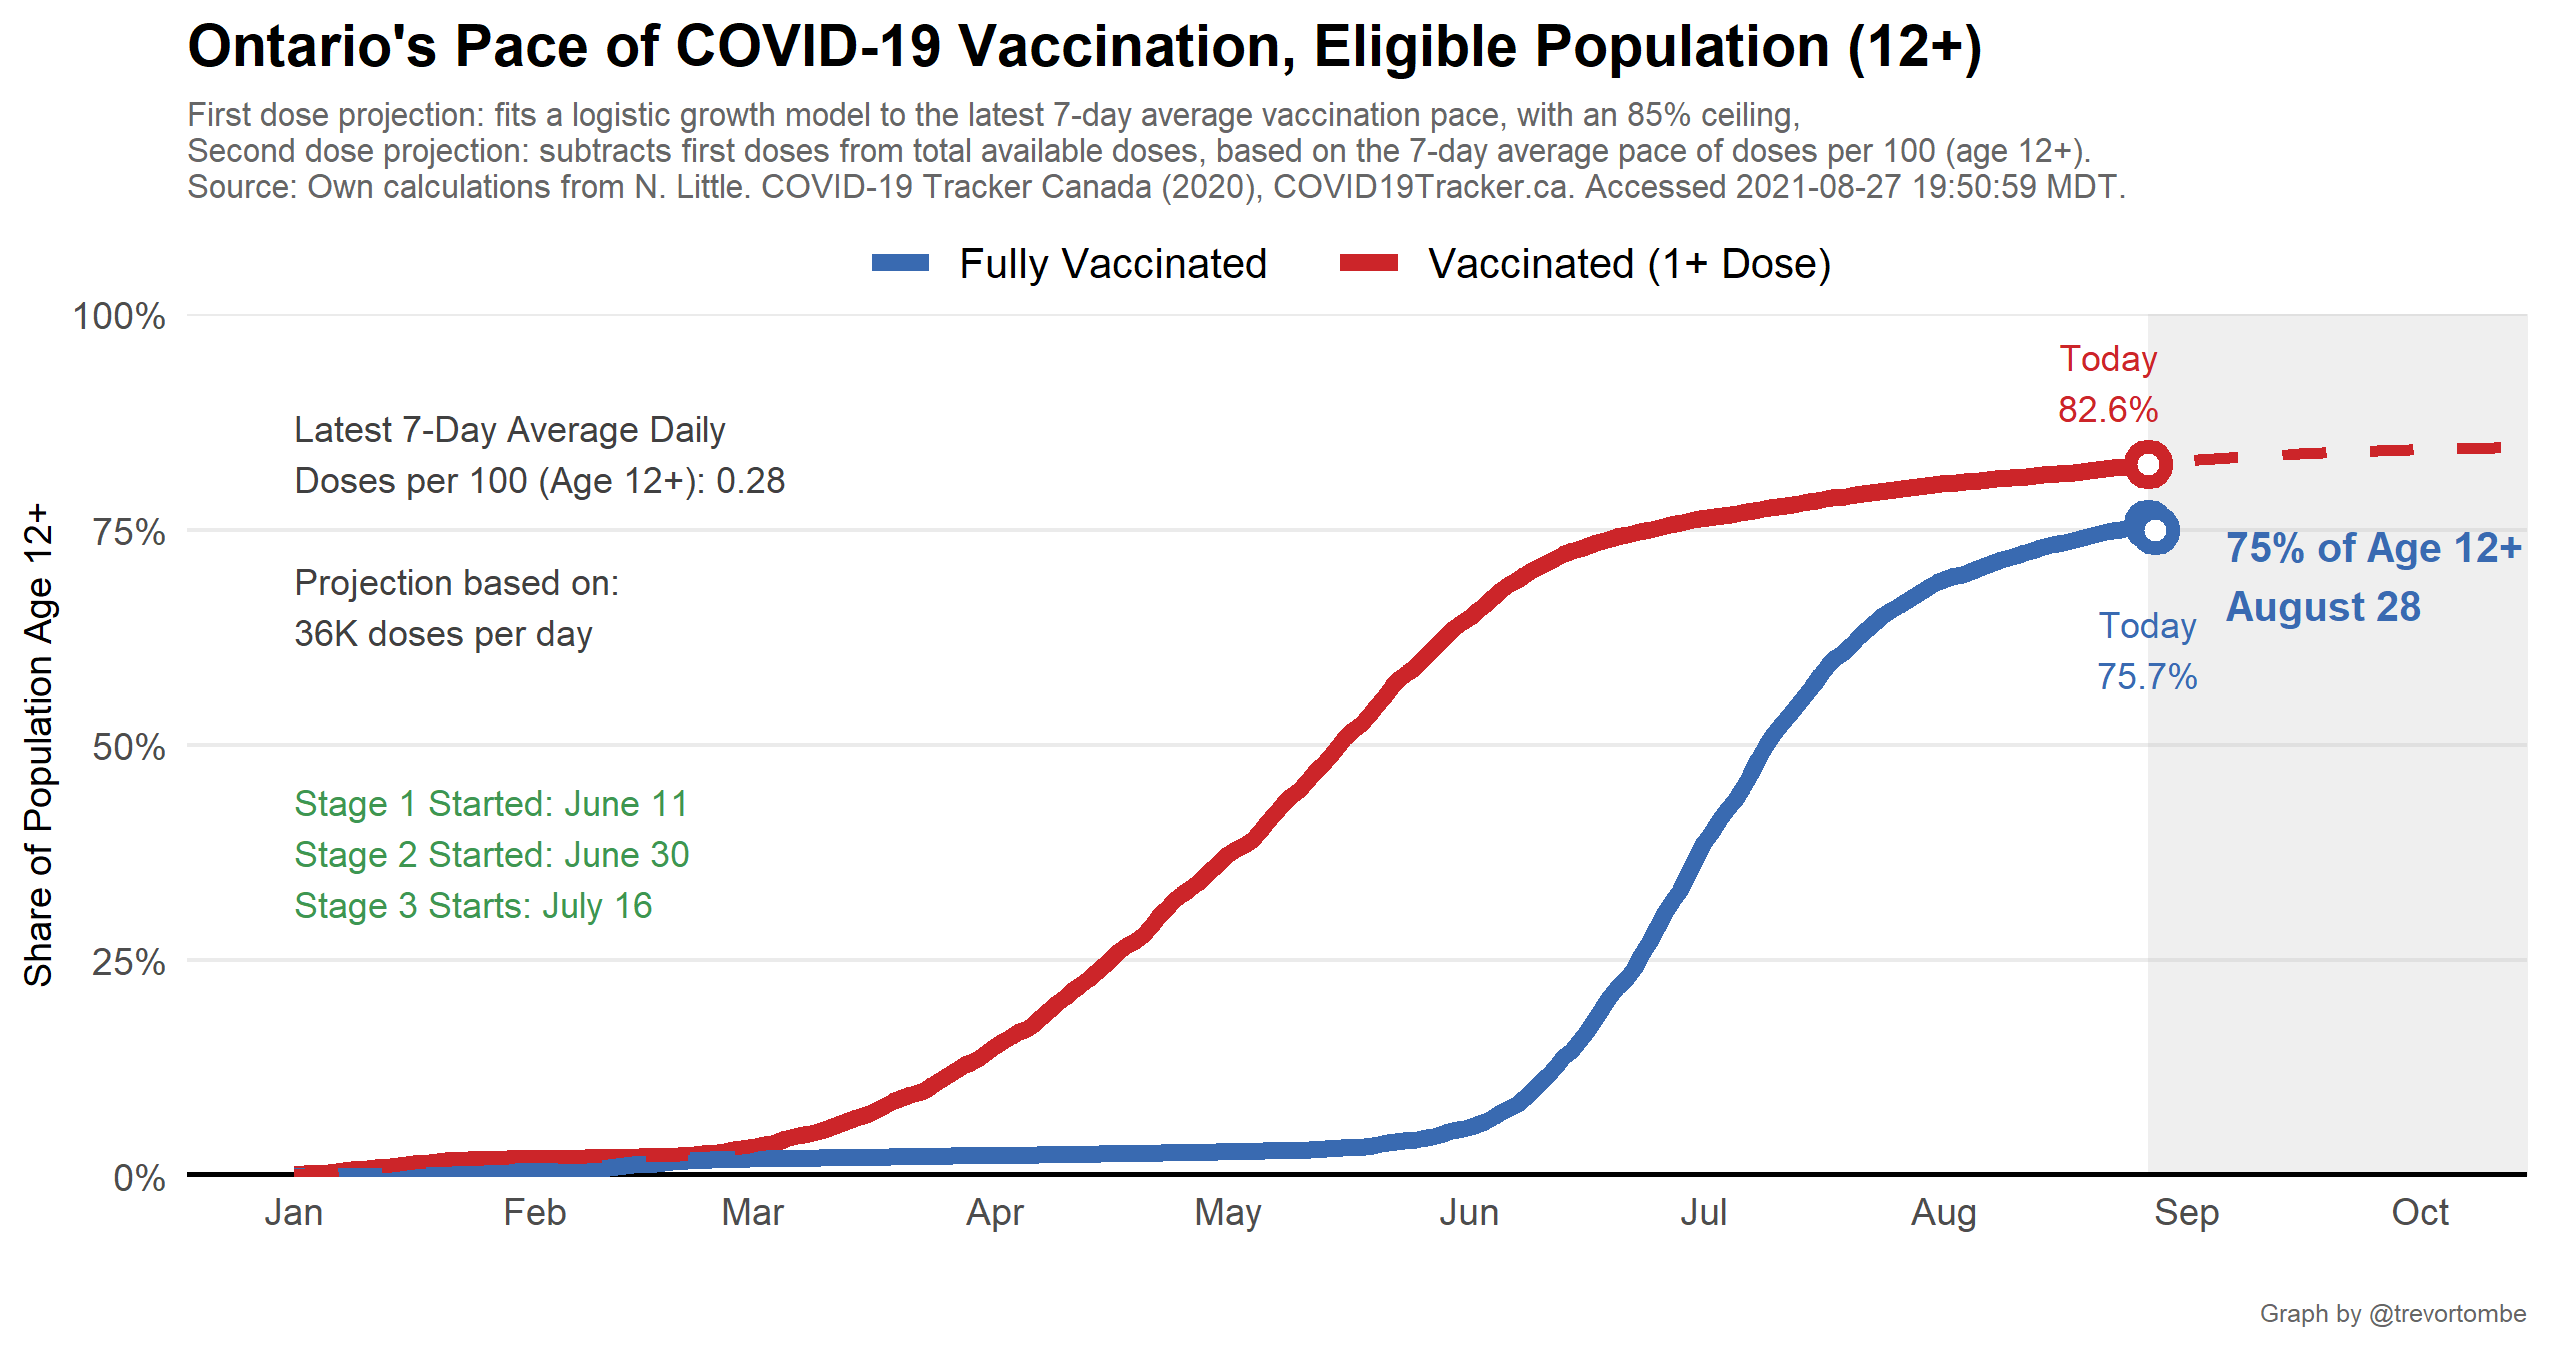 Ontario's Pace of COVID-19 Vaccination, Eligible Population (12+)
First dose projection: fits a logistic growth model to the latest 7-day average vaccination pace, with an 85% ceiling,
Second dose projection: subtracts first doses from total available doses, based on the 7-day average pace of doses per 100 (age 12+).
Source: Own calculations from N. Little. COVID-19 Tracker Canada (2020), COVID19Tracker.ca. Accessed 2021-08-27 19:50:59 MDT.
Fully Vaccinated
Vaccinated (1+ Dose)
Share of Population Age 12+
100%
75%
50%
25%
0%
Latest 7-Day Average Daily
Doses per 100 (Age 12+): 0.28
Projection based on:
36K doses per day
Stage 1 Started: June 11
Stage 2 Started: June 30
Stage 3 Starts: July 16
Today
82.6%
75% of Age 12+
August 28
Today
75.7%
Jan
Feb
Mar
Apr
May
Jun
Jul
Aug
Sep
Oct
Graph by @trevortombe